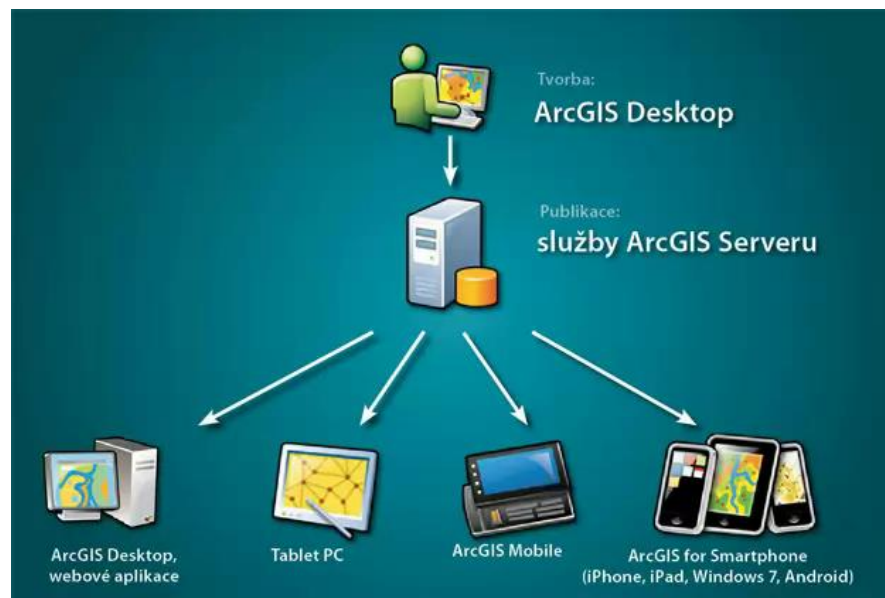 Tvorba:
ArcGIS Desktop
Publikace:
služby ArcGIS Serveru
ArcGIS Desktop,
webové aplikace
Tablet PC
ArcGIS Mobile
ArcGIS for Smartphone
(iPhone, iPad, Windows 7, Android)